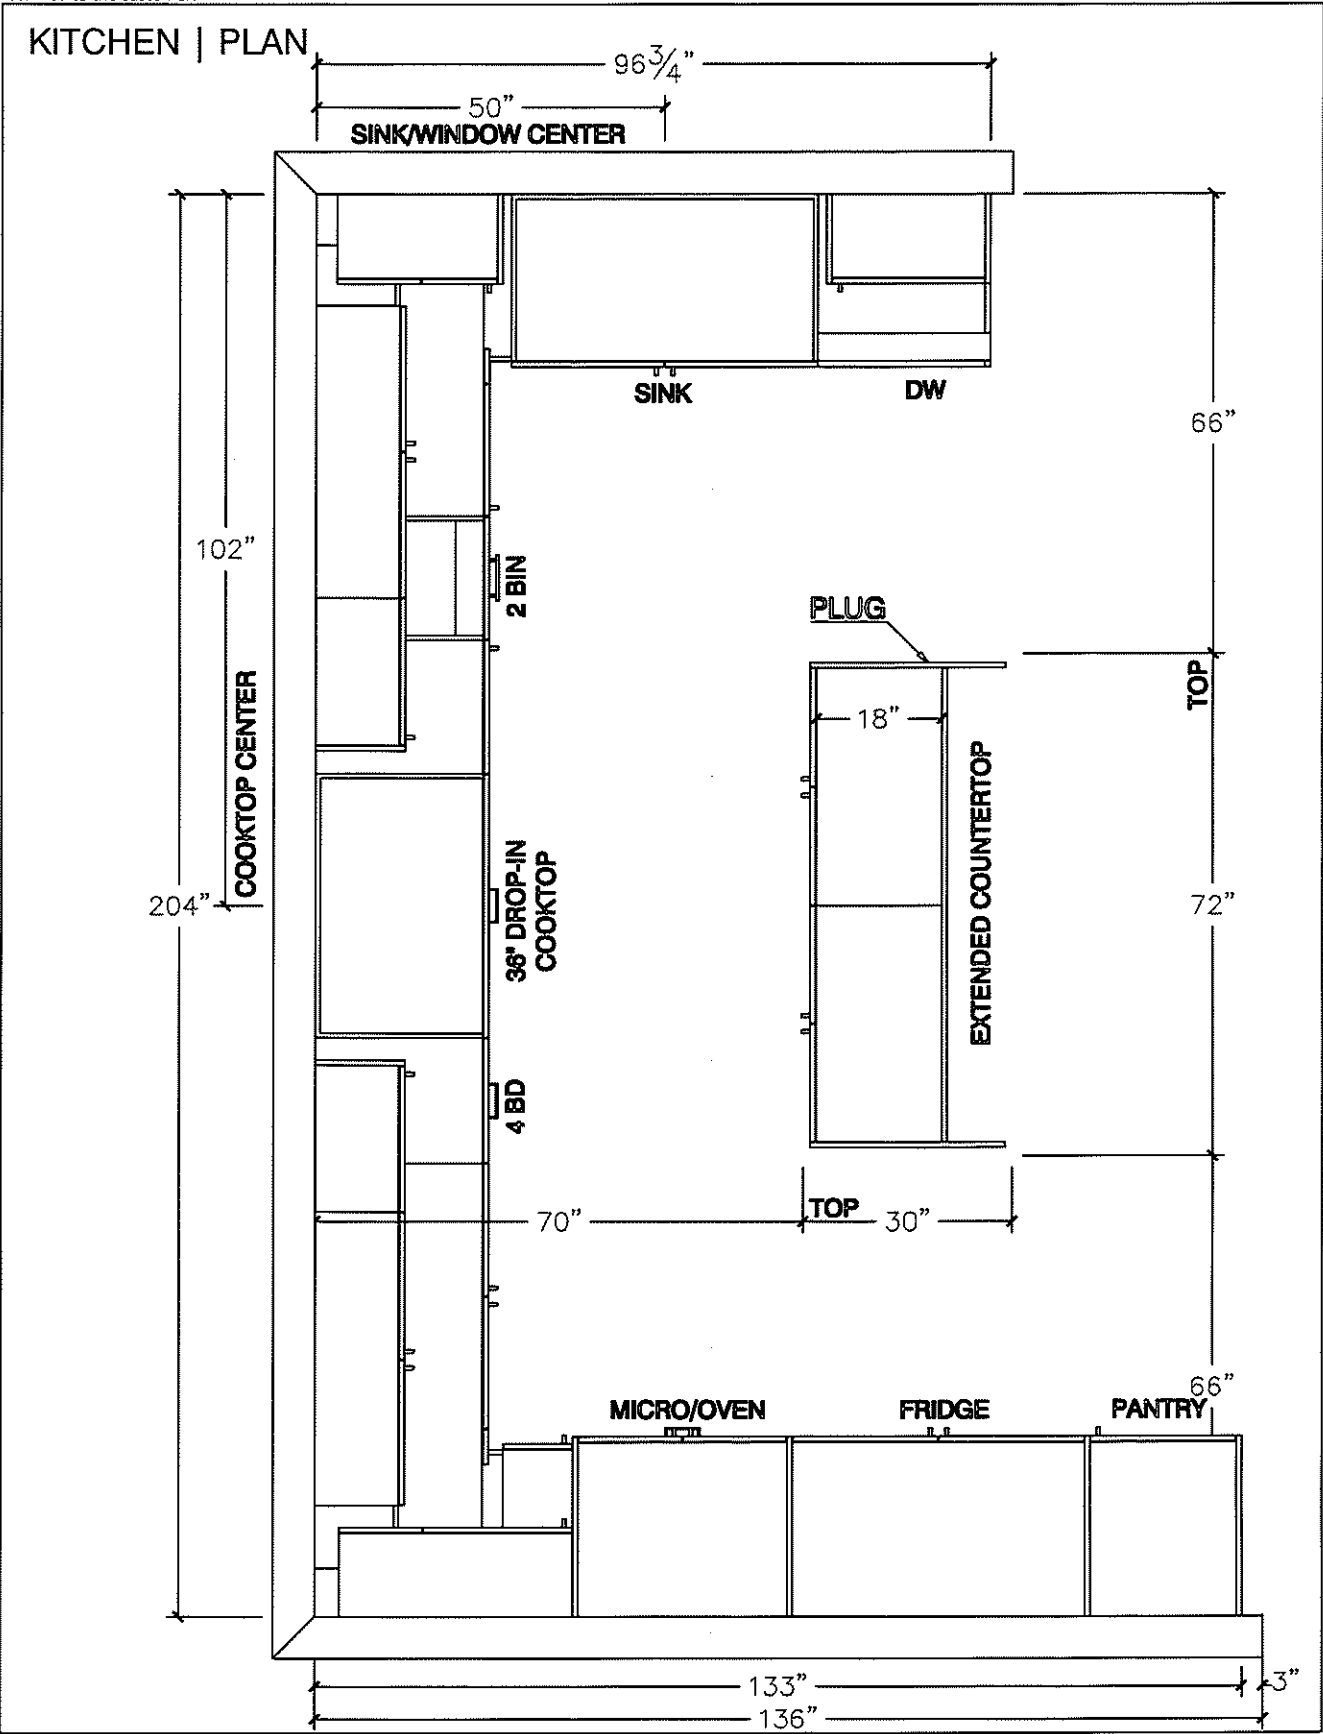 KITCHEN | PLAN
96 3/4"
50"
SINK/WINDOW CENTER
SINK
DW
66"
102"
2 BIN
PLUG
TOP
18"
COOKTOP CENTER
EXTENDED COUNTERTOP
36" DROP-IN
COOKTOP
204"
72"
4 BD
TOP
70"
30"
66"
MICRO/OVEN
FRIDGE
PANTRY
133"
3"
136"